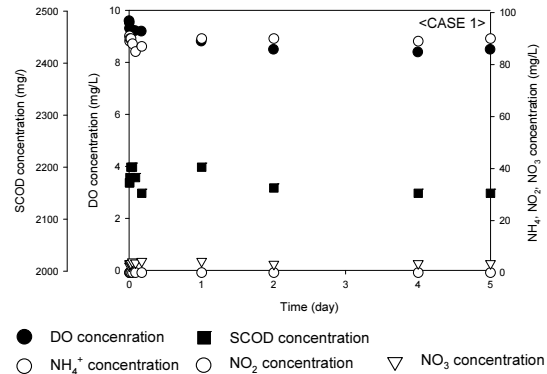 <CASE 1>
2500
2400
2300
2200
2100
2000
SCOD concentration (mg/)
10
8
6
4
2
0
DO concentration (mg/L)
100
80
60
40
20
0
NH₄, NO₂, NO₃ concentration (mg/L)
0 1 2 3 4 5
Time (day)
DO concenration SCOD concentration
NH₄⁺ concentration NO₂ concentration NO₃ concentration